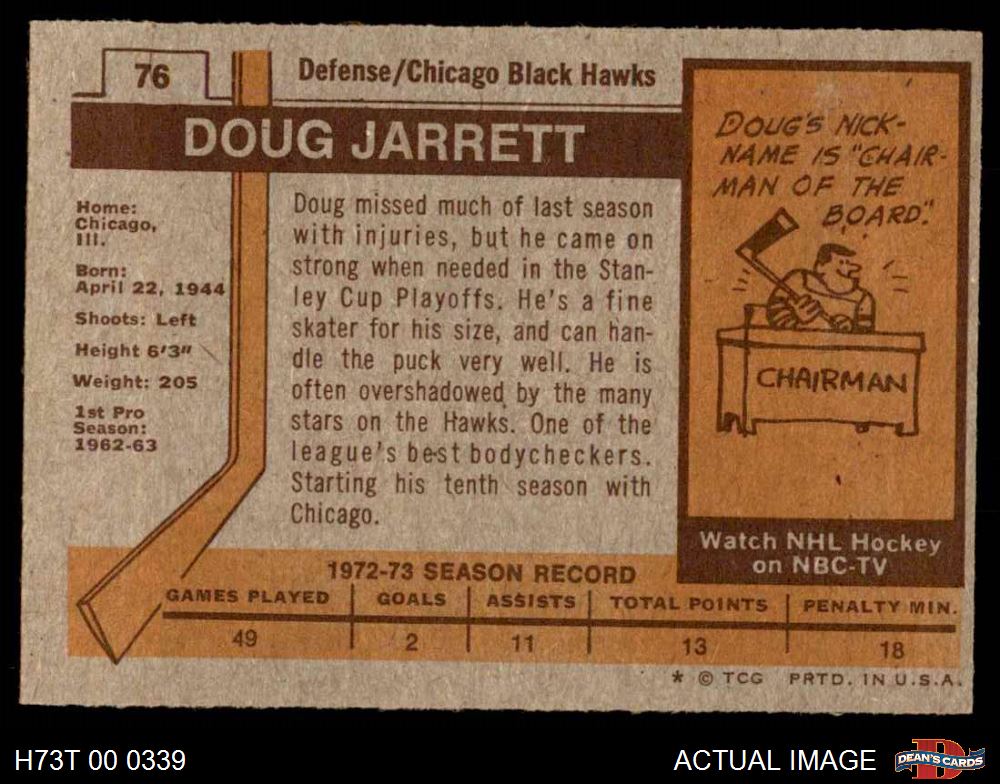 76
Defense/Chicago Black Hawks
DOUG JARRETT
Home:
Chicago,
Ill.
Born:
April 22, 1944
Shoots: Left
Height 6'3"
Weight: 205
1st Pro
Season:
1962-63
Doug missed much of last season
with injuries, but he came on
strong when needed in the Stan-
ley Cup Playoffs. He's a fine
skater for his size, and can han-
dle the puck very well. He is
often overshadowed by the many
stars on the Hawks. One of the
league's best bodycheckers.
Starting his tenth season with
Chicago.
DOUG'S NICK-
NAME IS "CHAIR-
MAN OF THE
BOARD."
CHAIRMAN
Watch NHL Hockey
on NBC-TV
1972-73 SEASON RECORD
GAMES PLAYED GOALS ASSISTS TOTAL POINTS PENALTY MIN.
49 2 11 13 18
* © TCG PRTD. IN U.S.A.
H73T 00 0339
ACTUAL IMAGE
DEAN'S CARDS